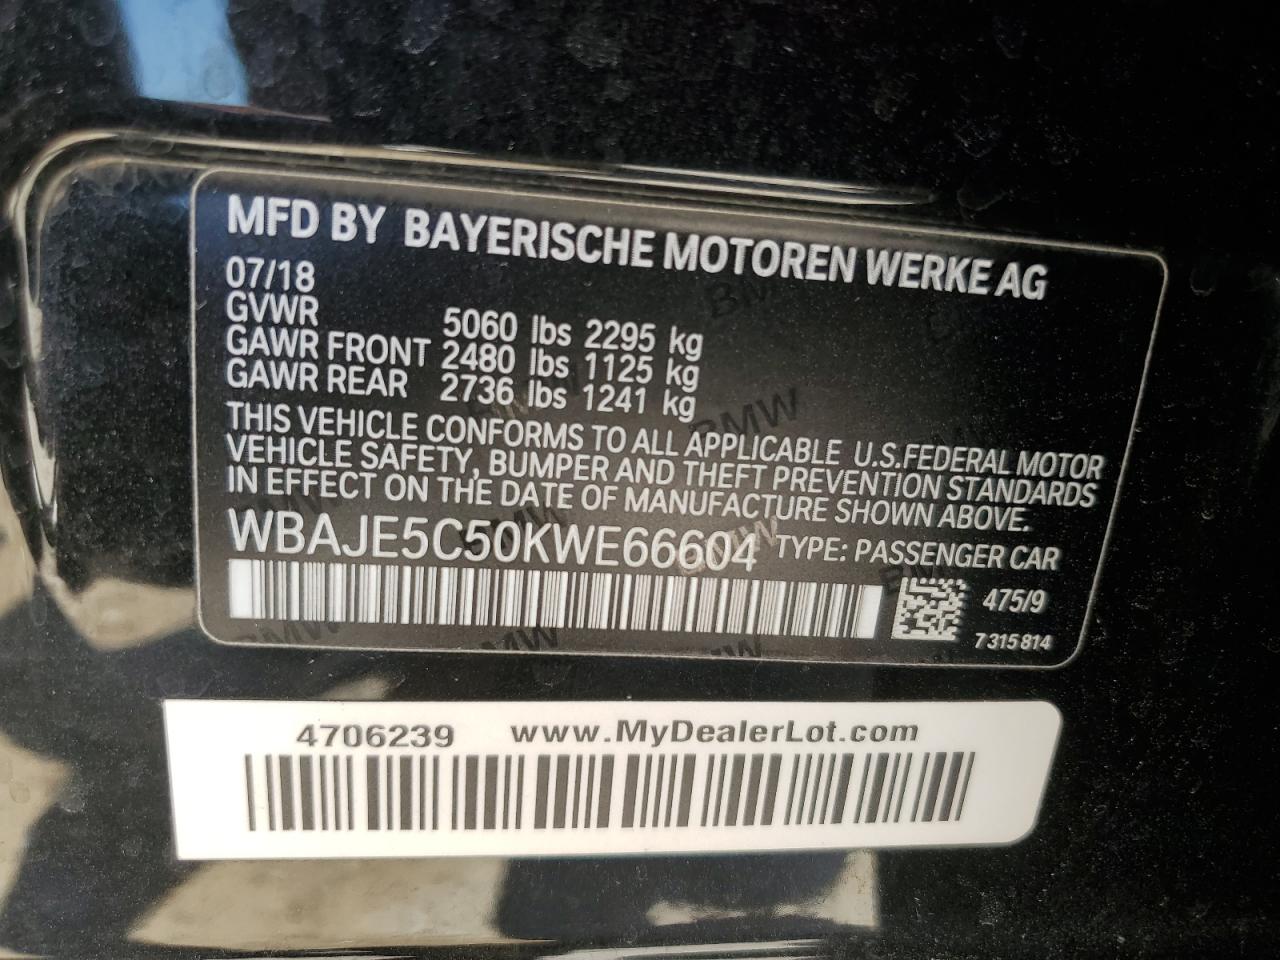 MFD BY BAYERISCHE MOTOREN WERKE AG
07/18
GVWR 5060 lbs 2295 kg
GAWR FRONT 2480 lbs 1125 kg
GAWR REAR 2736 lbs 1241 kg
THIS VEHICLE CONFORMS TO ALL APPLICABLE U.S.FEDERAL MOTOR
VEHICLE SAFETY, BUMPER AND THEFT PREVENTION STANDARDS
IN EFFECT ON THE DATE OF MANUFACTURE SHOWN ABOVE.
WBAJE5C50KWE66604 TYPE: PASSENGER CAR
475/9
7 315 814
4706239 www.MyDealerLot.com